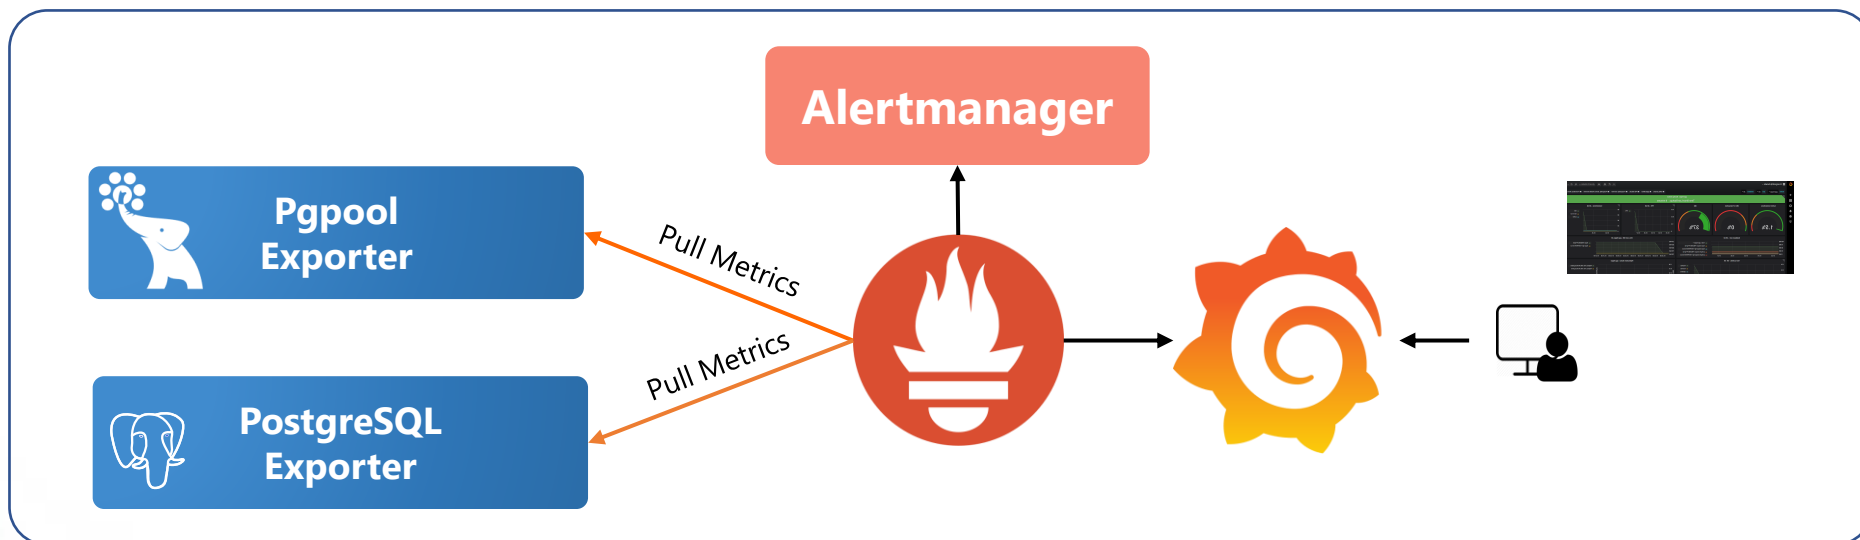 Alertmanager
Pgpool
Exporter
Pull Metrics
Pull Metrics
PostgreSQL
Exporter